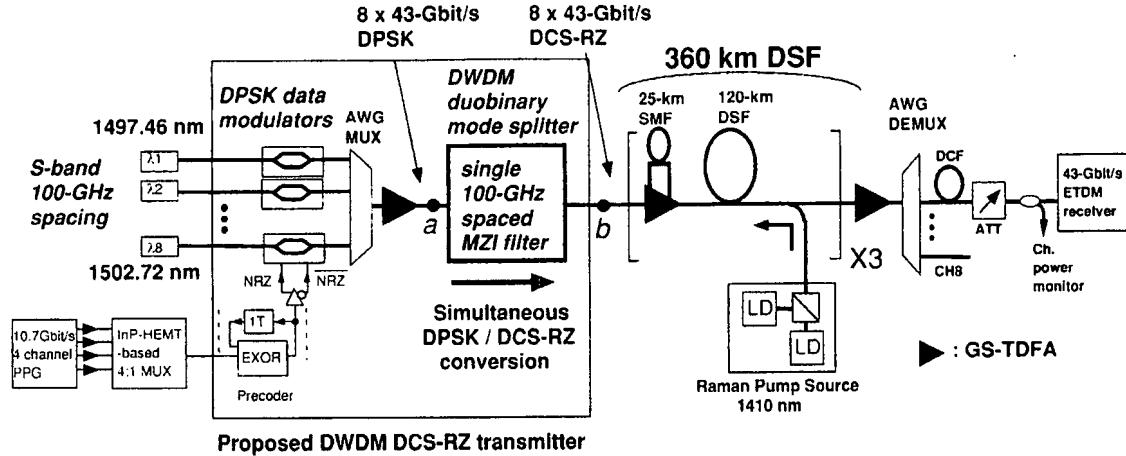 8 x 43-Gbit/s
DPSK
8 x 43-Gbit/s
DCS-RZ
360 km DSF
DPSK data
modulators
AWG
MUX
DWDM
duobinary
mode splitter
25-km
SMF
120-km
DSF
AWG
DEMUX
1497.46 nm
λ1
λ2
λ8
1502.72 nm
S-band
100-GHz
spacing
single
100-GHz
spaced
MZI filter
a
b
DCF
ATT
43-Gbit/s
ETDM
receiver
X3
CH8
Ch.
power
monitor
NRZ
NRZ
1T
EXOR
Precoder
Simultaneous
DPSK / DCS-RZ
conversion
LD
LD
Raman Pump Source
1410 nm
: GS-TDFA
10.7Gbit/s
4 channel
PPG
InP-HEMT
-based
4:1 MUX
Proposed DWDM DCS-RZ transmitter